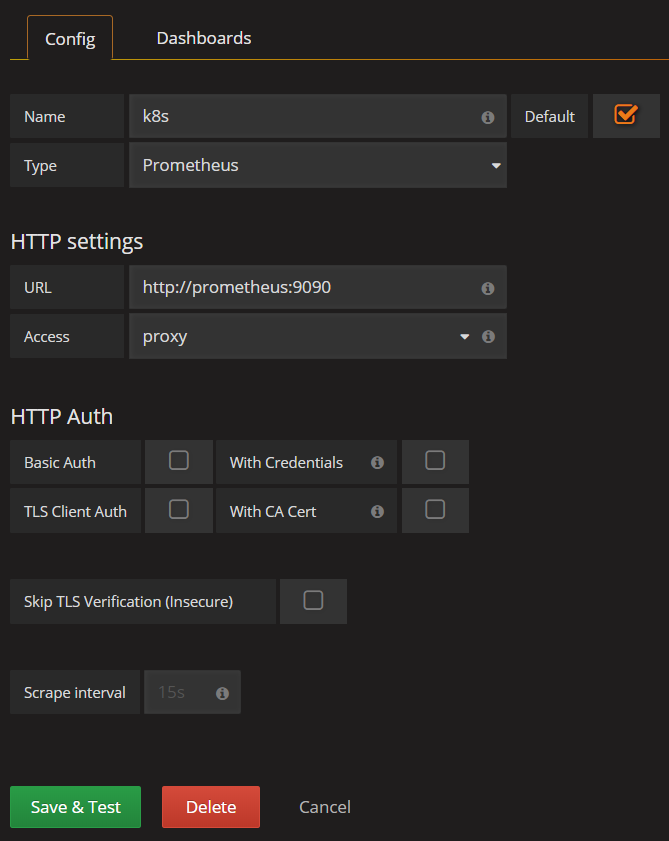 Config Dashboards
Name k8s Default
Type Prometheus
HTTP settings
URL http://prometheus:9090
Access proxy
HTTP Auth
Basic Auth With Credentials
TLS Client Auth With CA Cert
Skip TLS Verification (Insecure)
Scrape interval 15s
Save & Test Delete Cancel